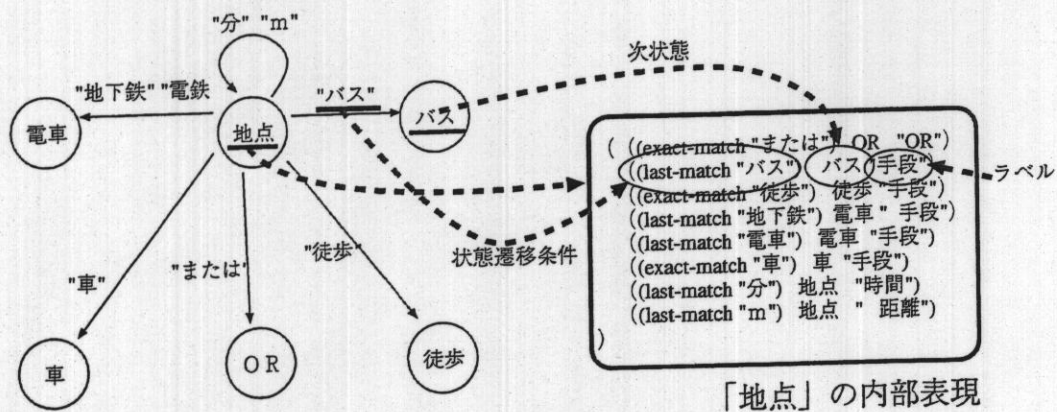 "分" "m"
次状態
"地下鉄" "電鉄
"バス"
電車
地点
バス
( ((exact-match "または" OR "OR")
((last-match "バス" バス 手段")
ラベル
((exact-match "徒歩") 徒歩 "手段")
((last-match "地下鉄") 電車 " 手段")
状態遷移条件
((last-match "電車") 電車 "手段")
"徒歩"
((exact-match "車") 車 "手段")
"または"
"車"
((last-match "分") 地点 "時間")
((last-match "m") 地点 " 距離")
)
車
OR
徒歩
「地点」の内部表現